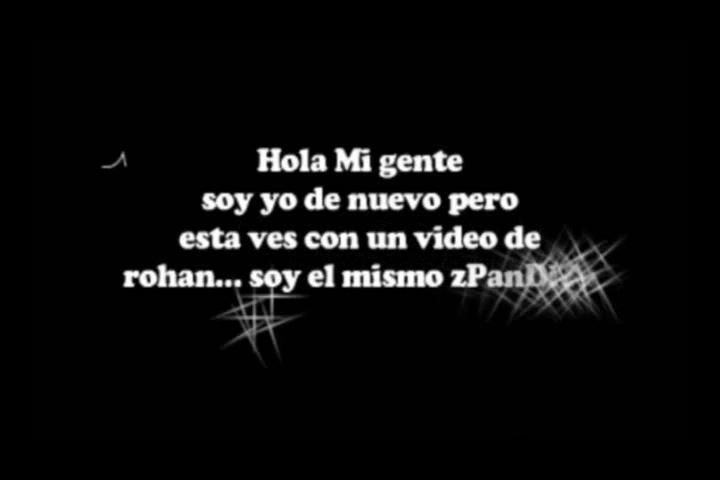 Hola Mi gente
soy yo de nuevo pero
esta ves con un video de
rohan... soy el mismo